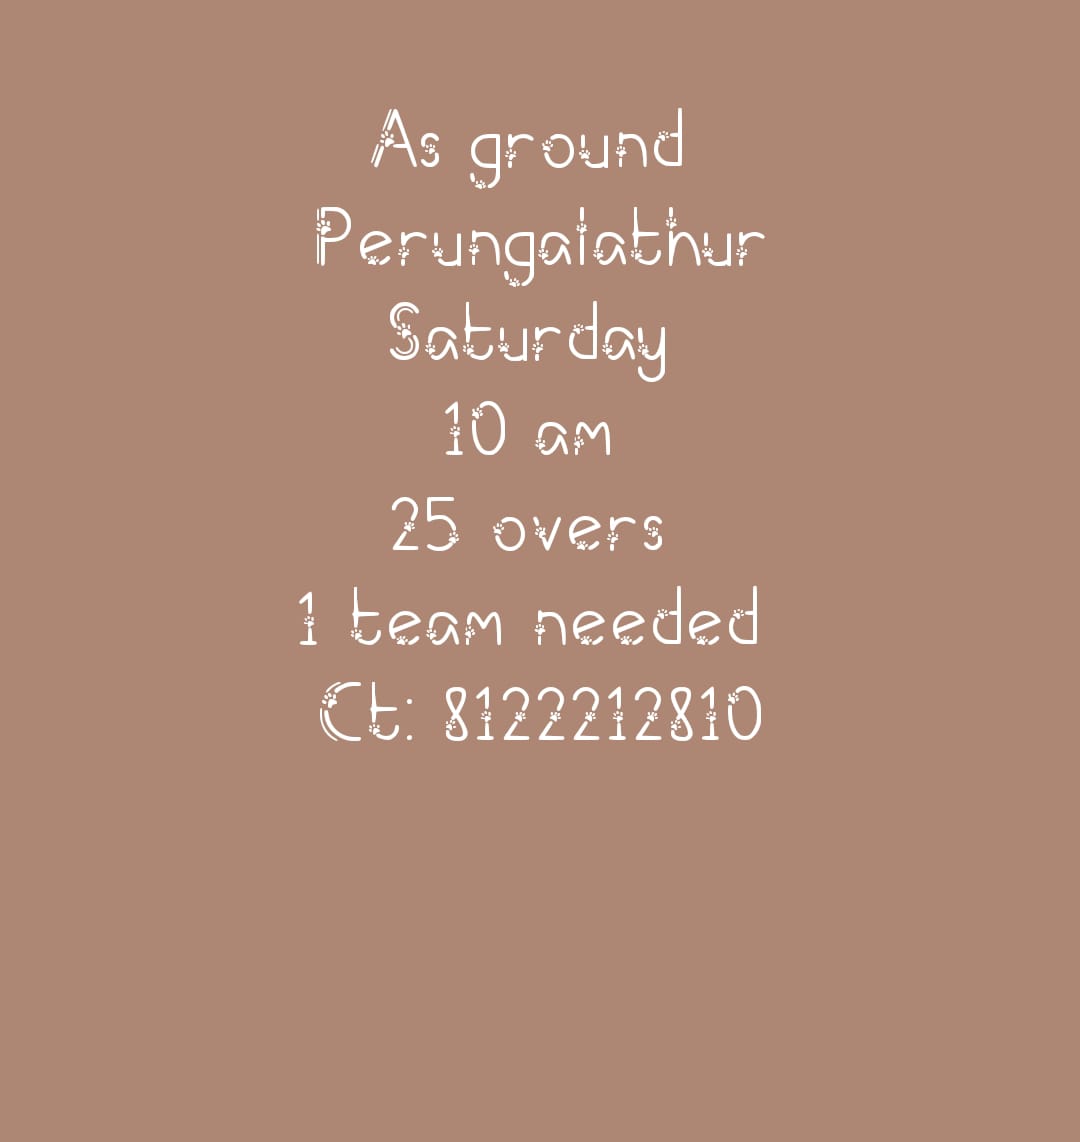 As ground
Perungalathur
Saturday
10 am
25 overs
1 team needed
Ct: 8122212810